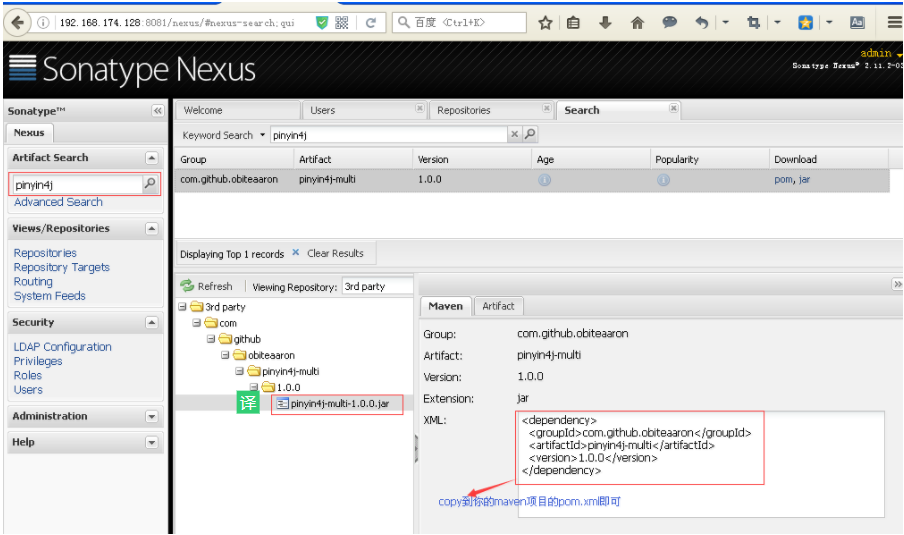 192.168.174.128:8081/nexus/#nexus-search;qui
百度 <Ctrl+K>
Sonatype Nexus
admin
Sonatype Nexus™ 2.11.2-0
Sonatype™
Welcome
Users
Repositories
Search
Nexus
Keyword Search
pinyin4j
Artifact Search
Group
Artifact
Version
Age
Popularity
Download
pinyin4j
com.github.obiteaaron
pinyin4j-multi
1.0.0
pom, jar
Advanced Search
Views/Repositories
Repositories
Repository Targets
Routing
System Feeds
Displaying Top 1 records
Clear Results
Refresh
Viewing Repository:
3rd party
Security
LDAP Configuration
Privileges
Roles
Users
Administration
Help
3rd party
com
github
obiteaaron
pinyin4j-multi
1.0.0
译
pinyin4j-multi-1.0.0.jar
Maven
Artifact
Group:
com.github.obiteaaron
Artifact:
pinyin4j-multi
Version:
1.0.0
Extension:
jar
XML:
<dependency>
<groupId>com.github.obiteaaron</groupId>
<artifactId>pinyin4j-multi</artifactId>
<version>1.0.0</version>
</dependency>
copy到你的maven项目的pom.xml即可